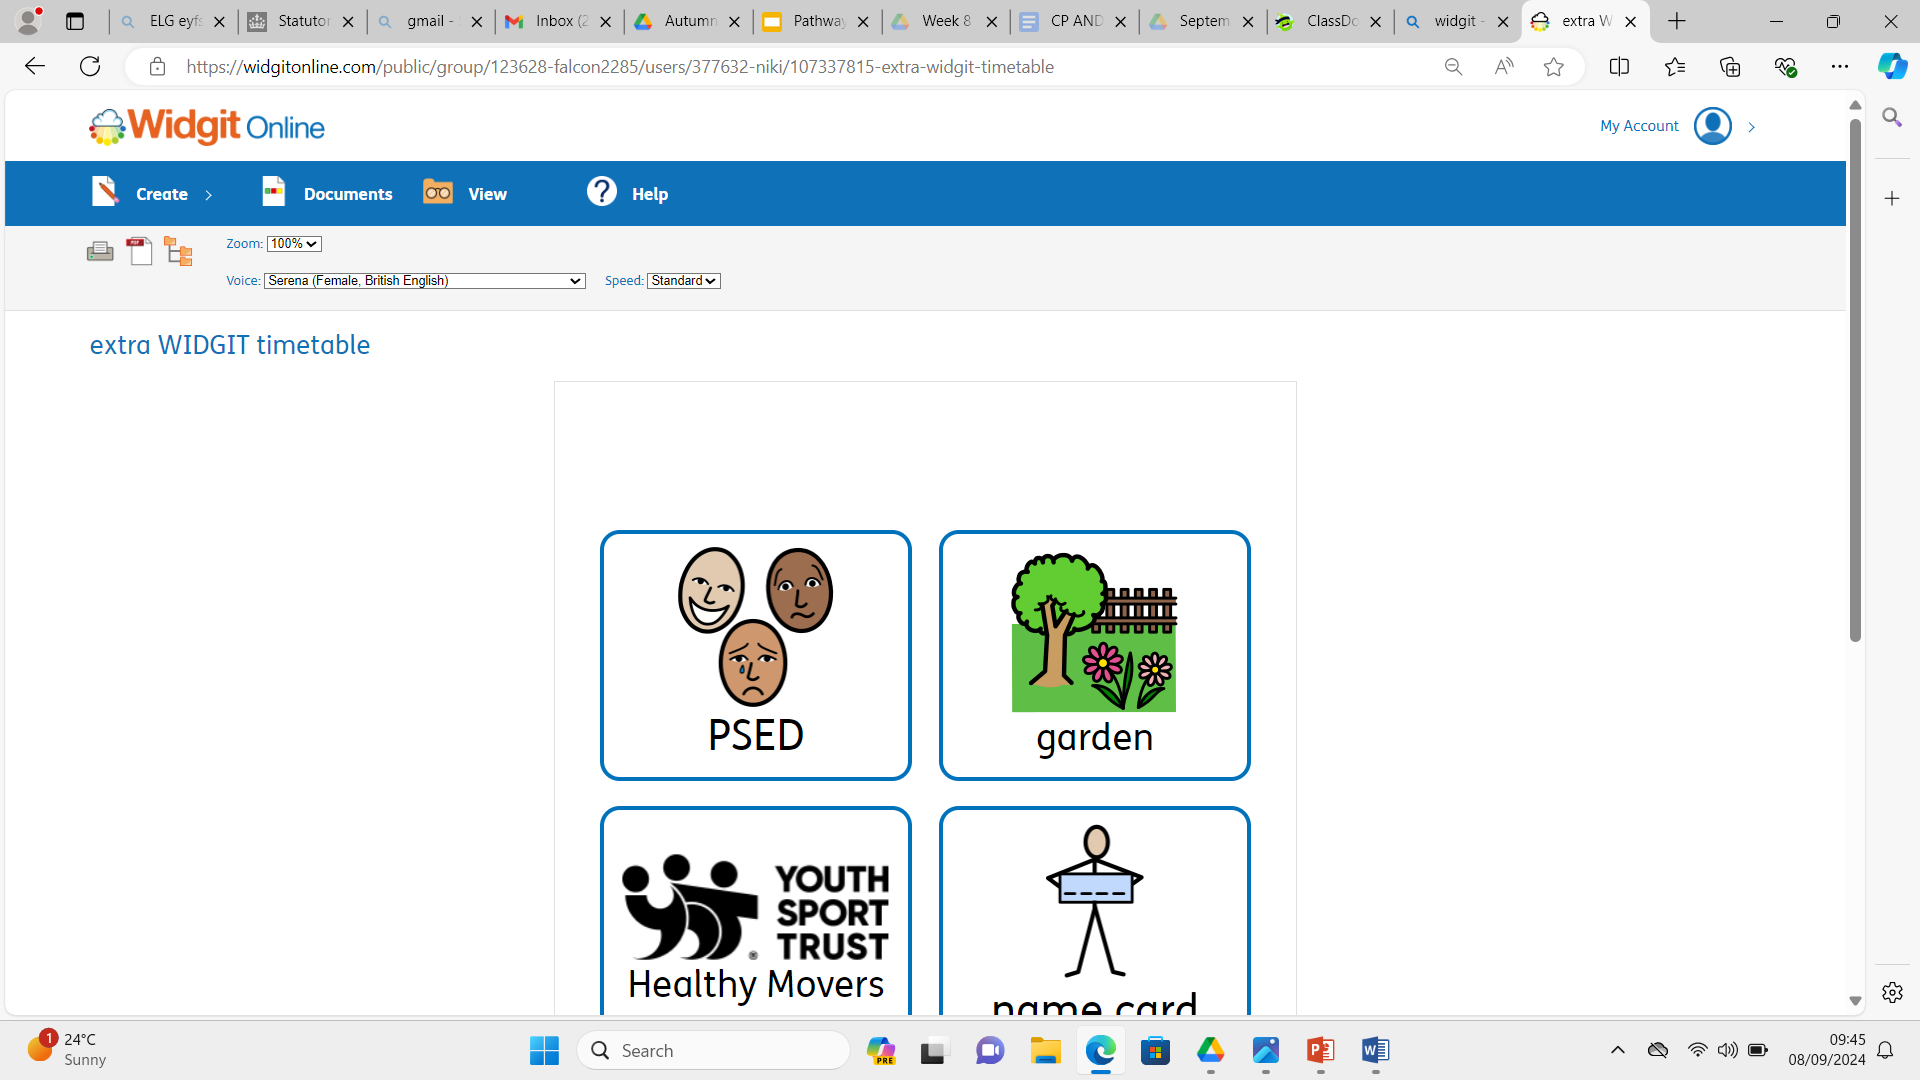 ELG eyfs
Statutor
gmail -
Inbox (2
Autumn
Pathway
Week 8
CP AND
Septem
ClassDo
widgit -
extra W
https://widgitonline.com/public/group/123628-falcon2285/users/377632-niki/107337815-extra-widgit-timetable
Widgit Online
My Account
Create
Documents
View
Help
Zoom: 100%
Voice: Serena (Female, British English) Speed: Standard
extra WIDGIT timetable
PSED
garden
YOUTH
SPORT
TRUST
Healthy Movers
name card
1
24°C
Sunny
Search
PRE
09:45
08/09/2024